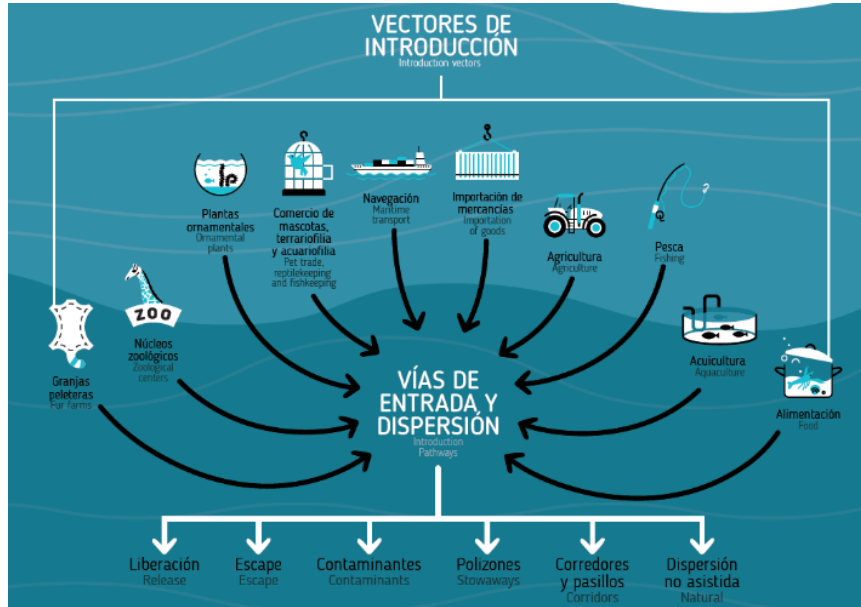 VECTORES DE
INTRODUCCIÓN
Introduction vectors
Plantas
ornamentales
Ornamental
plants
Comercio de
mascotas,
terrariofilia
y acuariofilia
Pet trade,
reptilekeeping
and fishkeeping
Navegación
Maritime
transport
Importación de
mercancías
Importation
of goods
Agricultura
Agriculture
Pesca
Fishing
ZOO
Núcleos
zoológicos
Zoological
centers
Granjas
peleteras
Fur farms
Acuicultura
Aquaculture
Alimentación
Food
VÍAS DE
ENTRADA Y
DISPERSIÓN
Introduction
Pathways
Liberación
Release
Escape
Escape
Contaminantes
Contaminants
Polizones
Stowaways
Corredores
y pasillos
Corridors
Dispersión
no asistida
Natural